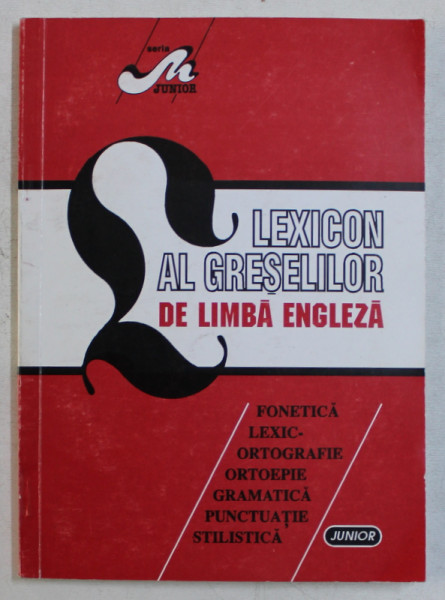 seria
M
JUNIOR
L
LEXICON
AL GREȘELILOR
DE LIMBĂ ENGLEZĂ
FONETICĂ
LEXIC-
ORTOGRAFIE
ORTOEPIE
GRAMATICĂ
PUNCTUAȚIE
STILISTICĂ
JUNIOR